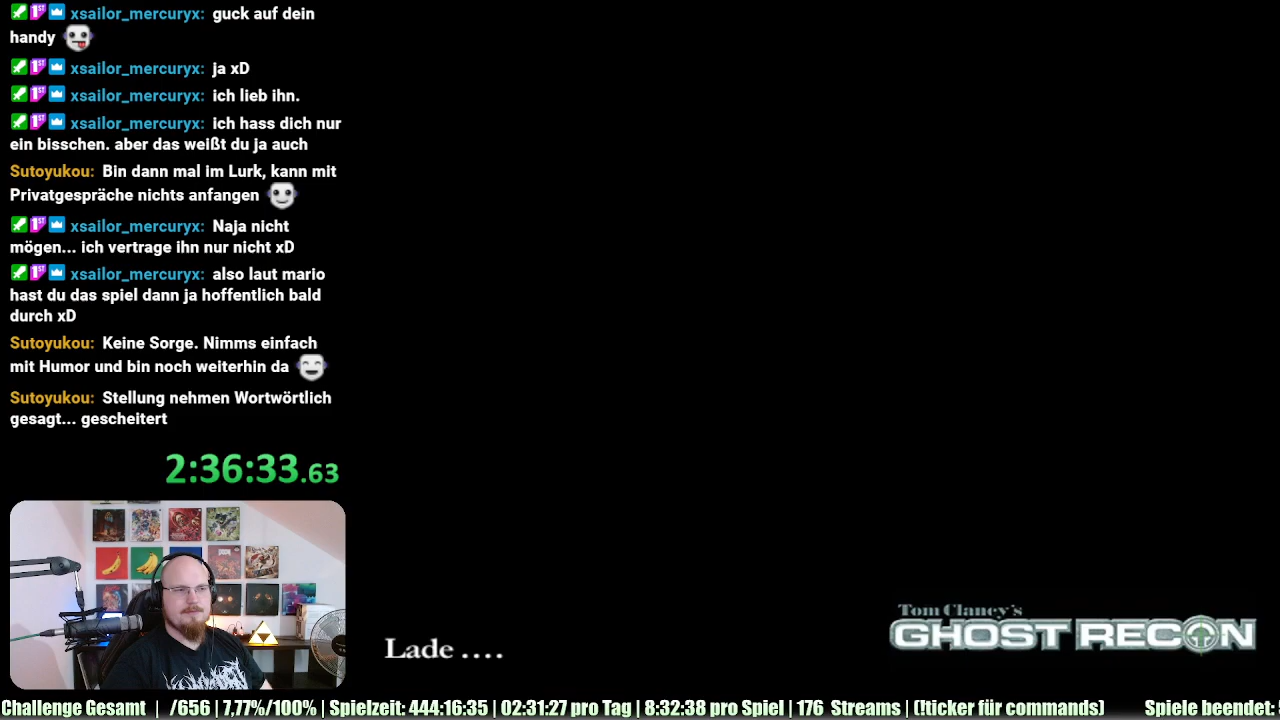 xsailor_mercuryx: guck auf dein
handy
xsailor_mercuryx: ja xD
xsailor_mercuryx: ich lieb ihn.
xsailor_mercuryx: ich hass dich nur
ein bisschen. aber das weißt du ja auch
Sutoyukou: Bin dann mal im Lurk, kann mit
Privatgespräche nichts anfangen
xsailor_mercuryx: Naja nicht
mögen... ich vertrage ihn nur nicht xD
xsailor_mercuryx: also laut mario
hast du das spiel dann ja hoffentlich bald
durch xD
Sutoyukou: Keine Sorge. Nimms einfach
mit Humor und bin noch weiterhin da
Sutoyukou: Stellung nehmen Wortwörtlich
gesagt... gescheitert
2:36:33.63
Lade ....
Tom Clancy's
GHOST RECON
Challenge Gesamt | /656 | 7,77%/100% | Spielzeit: 444:16:35 | 02:31:27 pro Tag | 8:32:38 pro Spiel | 176 Streams | (!ticker für commands) Spiele beendet: